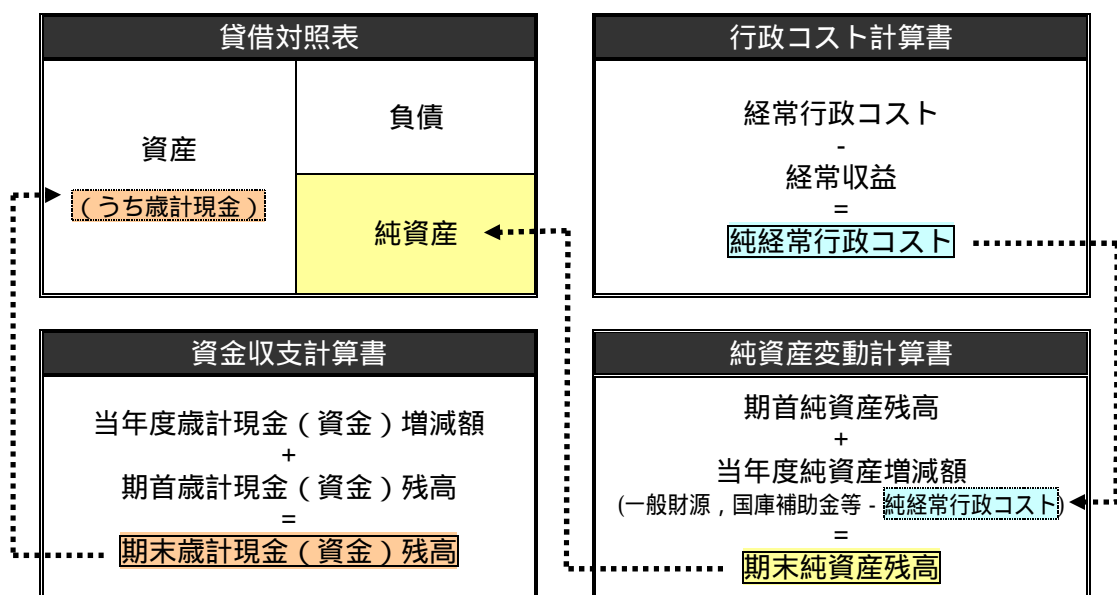 貸借対照表
資産
(うち歳計現金)
負債
純資産
行政コスト計算書
経常行政コスト
-
経常収益
=
純経常行政コスト
資金収支計算書
当年度歳計現金(資金)増減額
+
期首歳計現金(資金)残高
=
期末歳計現金(資金)残高
純資産変動計算書
期首純資産残高
+
当年度純資産増減額
(一般財源,国庫補助金等 - 純経常行政コスト)
=
期末純資産残高